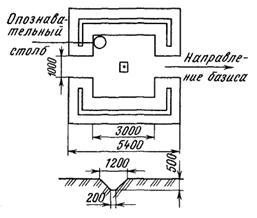 Опознава-
тельный
столб
Направле-
ние базиса
1000
3000
5400
1200
500
200